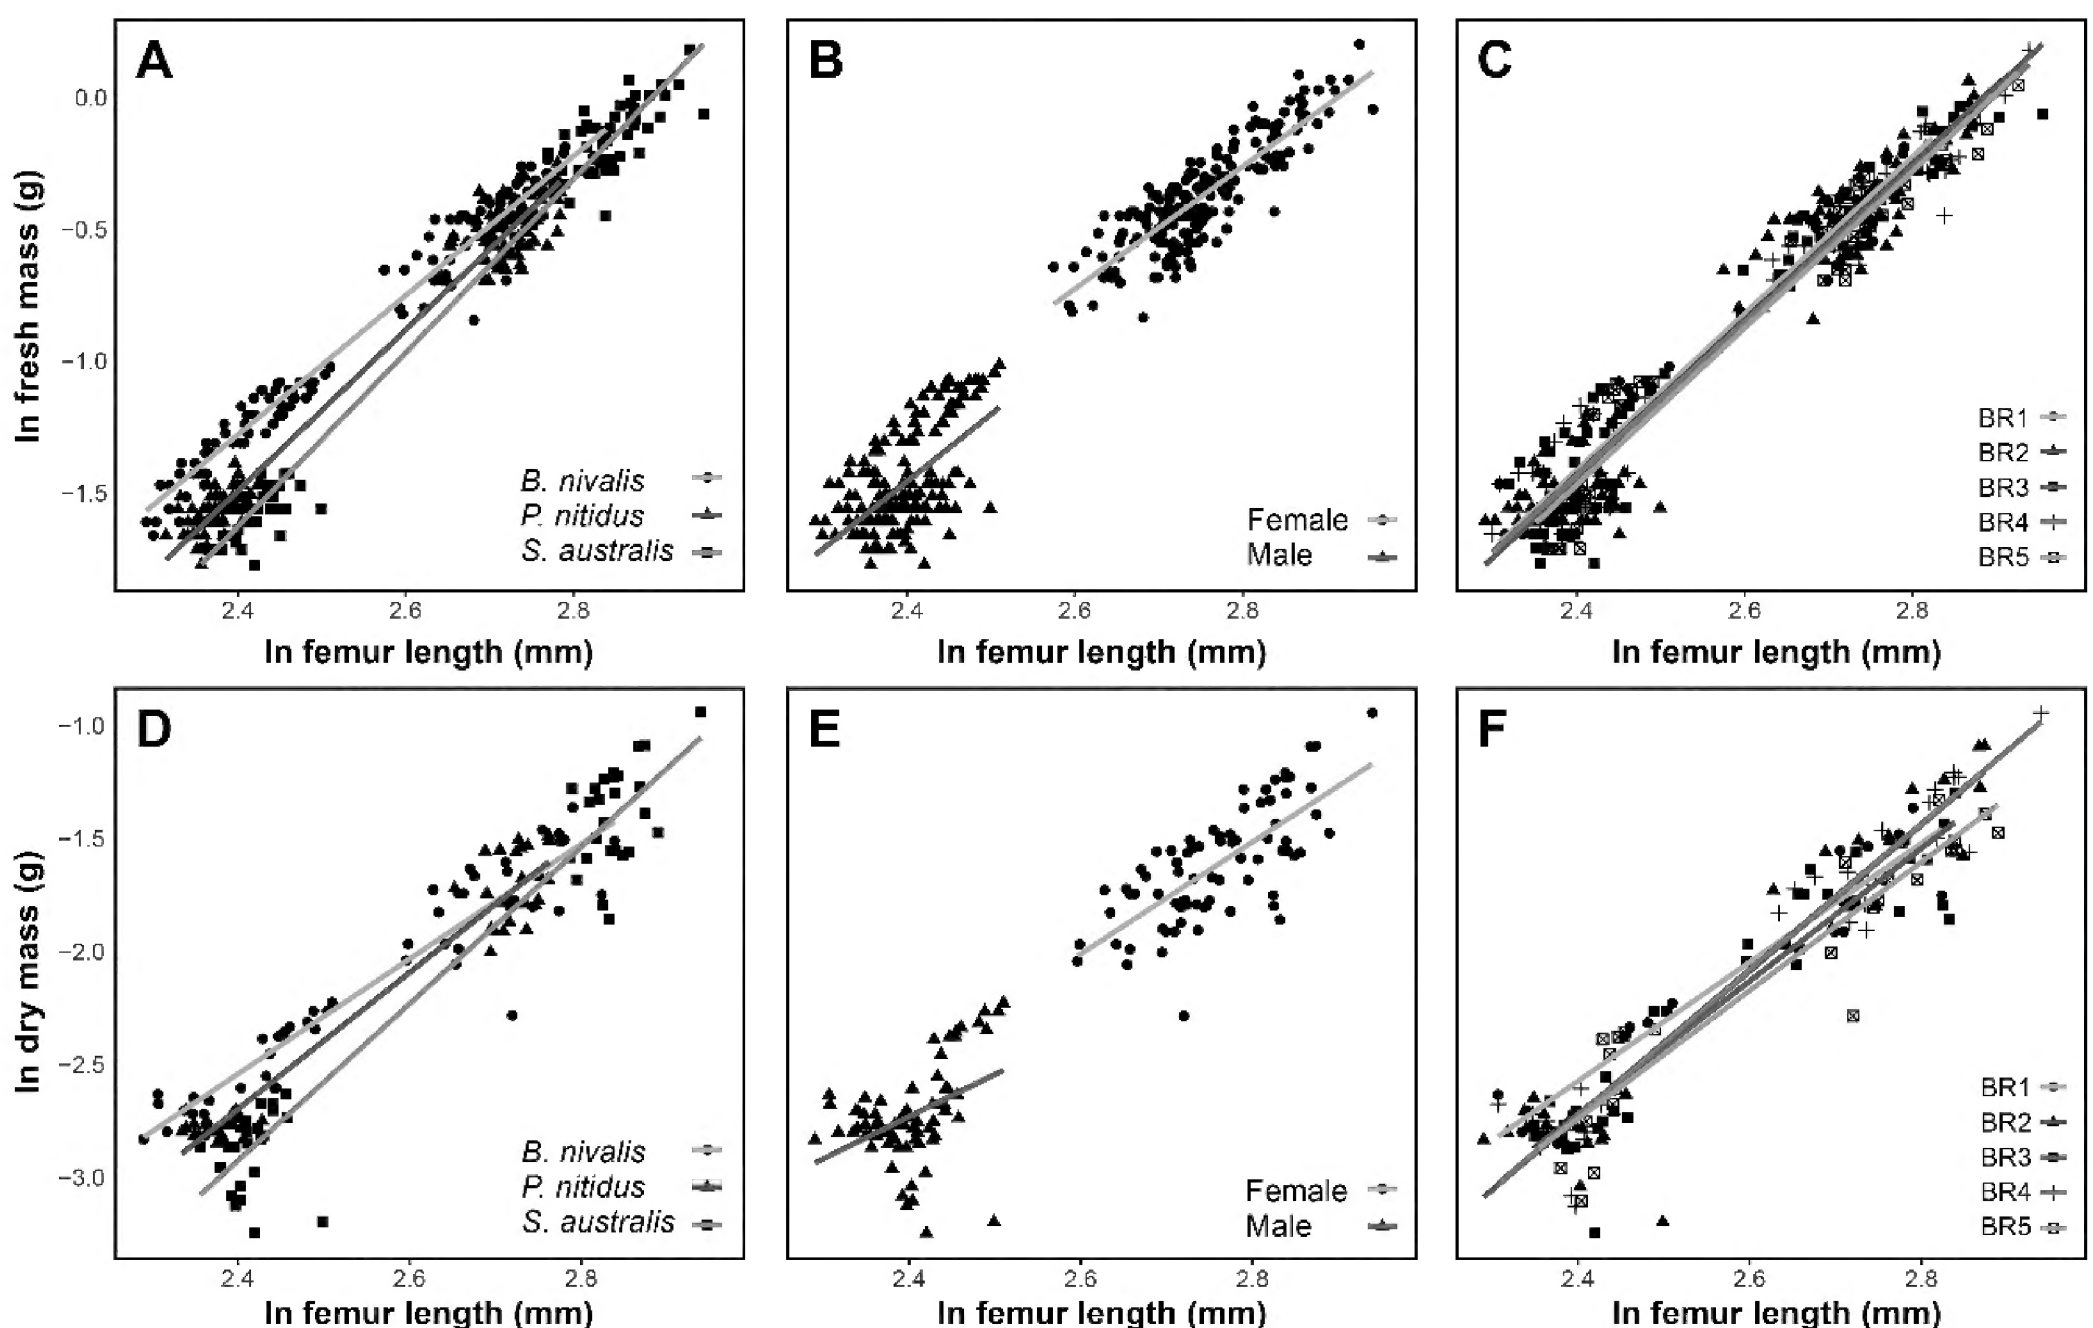 A
B
C
ln fresh mass (g)
0.0
−0.5
−1.0
−1.5
B. nivalis
P. nitidus
S. australis
Female
Male
BR1
BR2
BR3
BR4
BR5
2.4 2.6 2.8
2.4 2.6 2.8
2.4 2.6 2.8
ln femur length (mm)
ln femur length (mm)
ln femur length (mm)
D
E
F
ln dry mass (g)
−1.0
−1.5
−2.0
−2.5
−3.0
B. nivalis
P. nitidus
S. australis
Female
Male
BR1
BR2
BR3
BR4
BR5
2.4 2.6 2.8
2.4 2.6 2.8
2.4 2.6 2.8
ln femur length (mm)
ln femur length (mm)
ln femur length (mm)